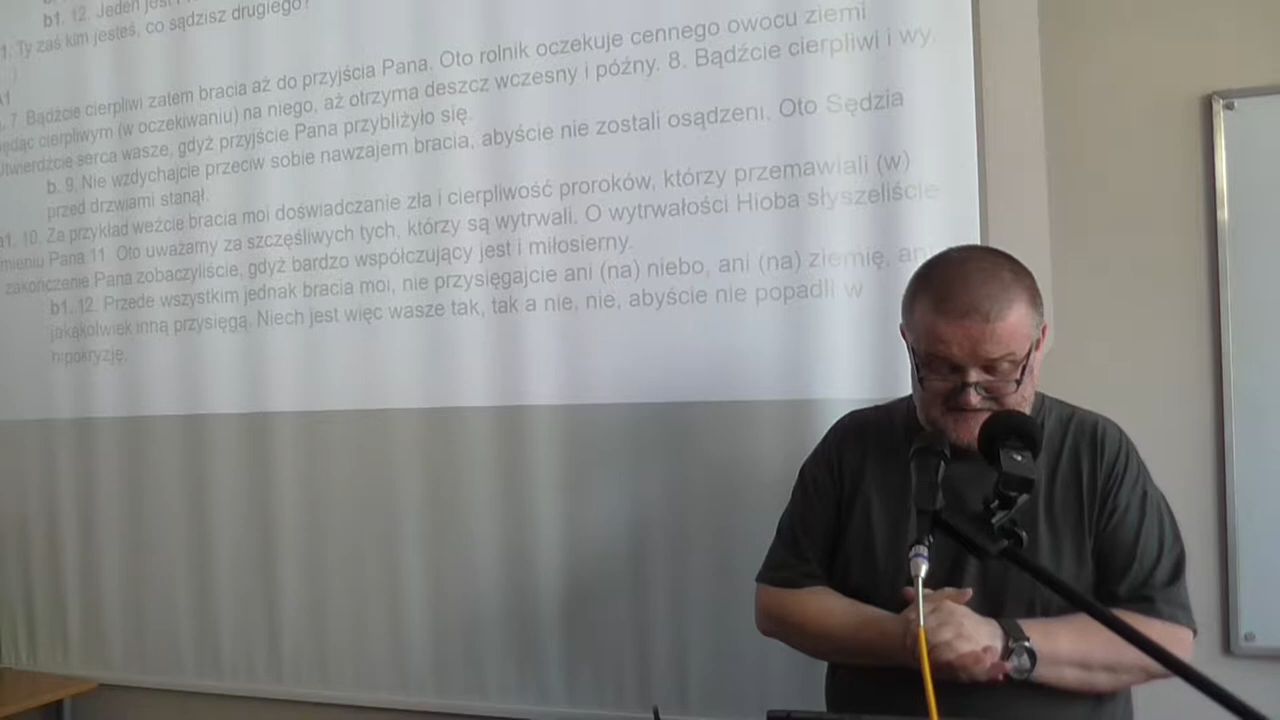 b1. 12. Jeden jest
1. Ty zaś kim jesteś, co sądzisz drugiego?
7. Bądźcie cierpliwi zatem bracia aż do przyjścia Pana. Oto rolnik oczekuje cennego owocu ziemi
będąc cierpliwym (w oczekiwaniu) na niego, aż otrzyma deszcz wczesny i późny. 8. Bądźcie cierpliwi i wy,
utwierdźcie serca wasze, gdyż przyjście Pana przybliżyło się.
b. 9. Nie wzdychajcie przeciw sobie nawzajem bracia, abyście nie zostali osądzeni. Oto Sędzia
przed drzwiami stanął.
a1. 10. Za przykład weźcie bracia moi doświadczanie zła i cierpliwość proroków, którzy przemawiali (w)
imieniu Pana 11 Oto uważamy za szczęśliwych tych, którzy są wytrwali. O wytrwałości Hioba słyszeliście
zakończenie Pana zobaczyliście, gdyż bardzo współczujący jest i miłosierny.
b1. 12. Przede wszystkim jednak bracia moi, nie przysięgajcie ani (na) niebo, ani (na) ziemię, ani
jakąkolwiek inną przysięgą. Niech jest więc wasze tak, tak a nie, nie, abyście nie popadli w
hipokryzję.